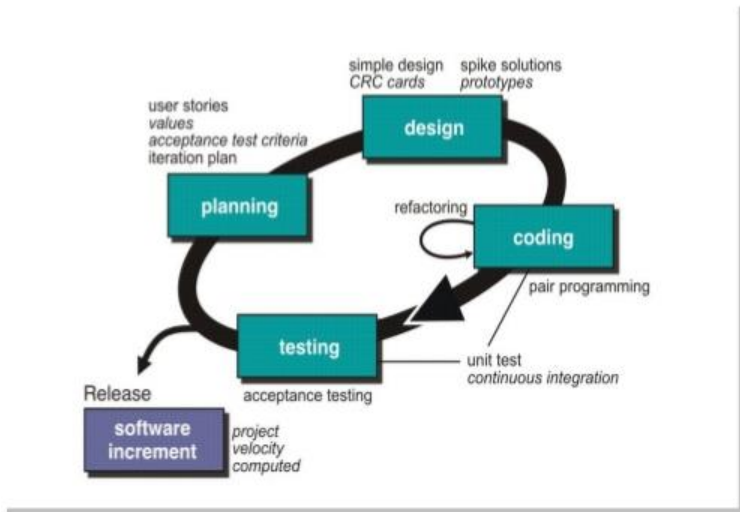 simple design
CRC cards
spike solutions
prototypes
design
user stories
values
acceptance test criteria
iteration plan
planning
refactoring
coding
pair programming
testing
unit test
continuous integration
acceptance testing
Release
software
increment
project
velocity
computed